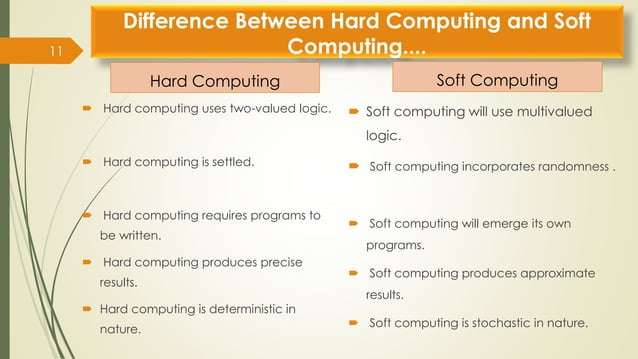 Difference Between Hard Computing and Soft
Computing....
11
Hard Computing
Hard computing uses two-valued logic.
Hard computing is settled.
Hard computing requires programs to
be written.
Hard computing produces precise
results.
Hard computing is deterministic in
nature.
Soft Computing
Soft computing will use multivalued
logic.
Soft computing incorporates randomness .
Soft computing will emerge its own
programs.
Soft computing produces approximate
results.
Soft computing is stochastic in nature.